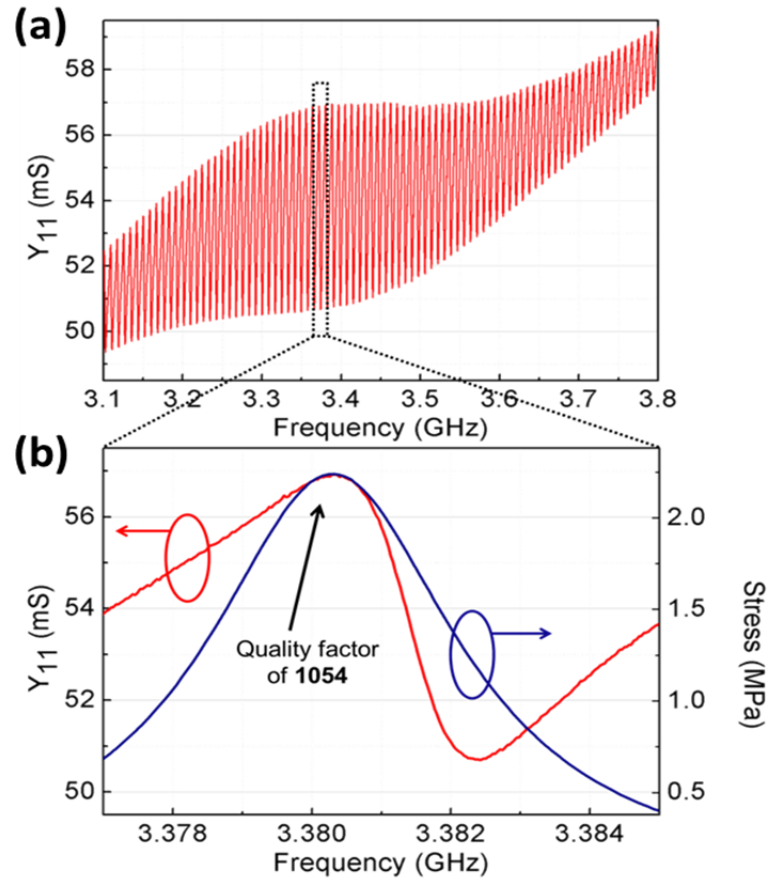 (a)
58
56
54
52
50
Y11 (mS)
3.1 3.2 3.3 3.4 3.5 3.6 3.7 3.8
Frequency (GHz)
(b)
56
54
52
50
Y11 (mS)
Quality factor
of 1054
2.0
1.5
1.0
0.5
Stress (MPa)
3.378 3.380 3.382 3.384
Frequency (GHz)